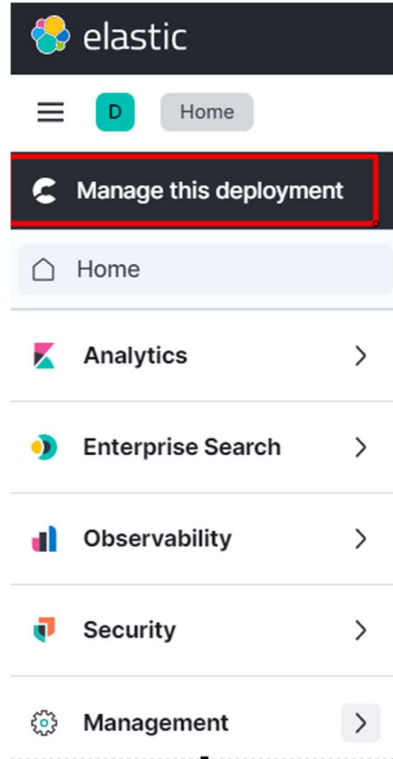 elastic
D Home
Manage this deployment
Home
Analytics
Enterprise Search
Observability
Security
Management